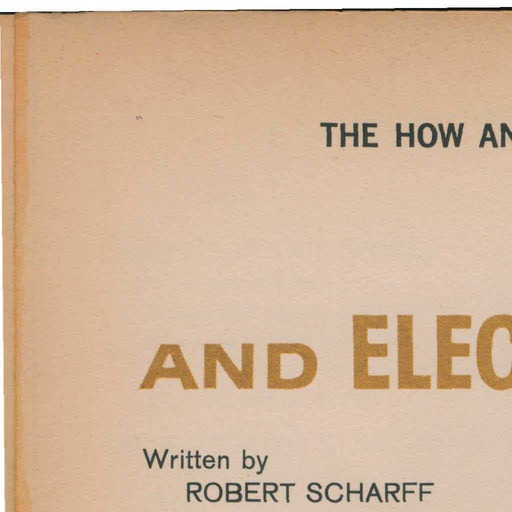 THE HOW AN
AND ELEC
Written by
ROBERT SCHARFF